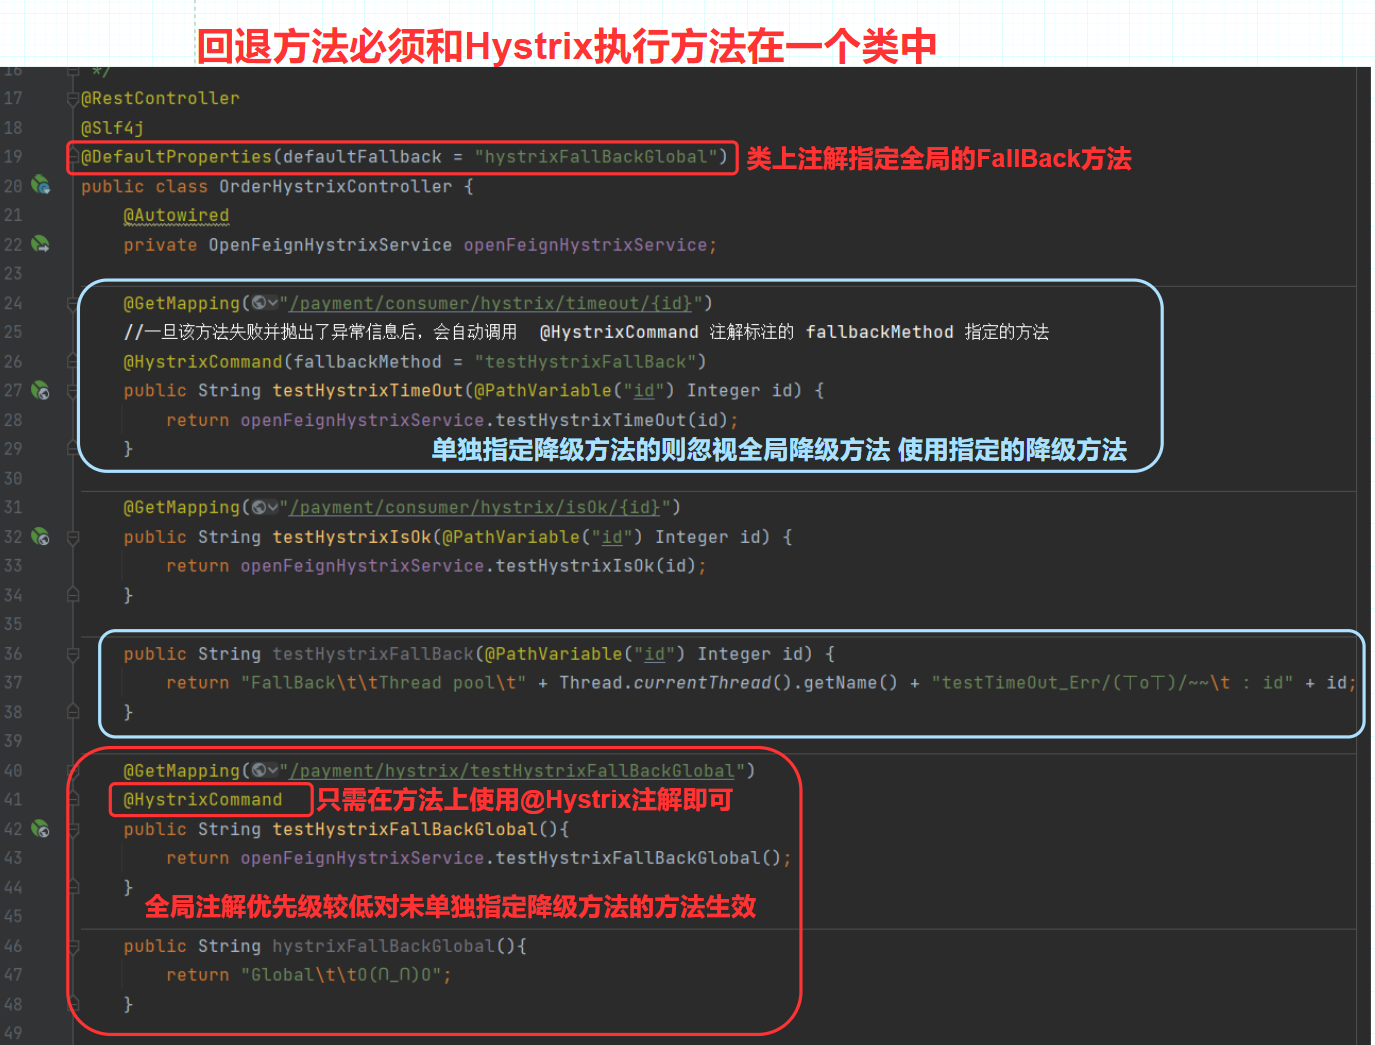 回退方法必须和Hystrix执行方法在一个类中
16 */
17 @RestController
18 @Slf4j
19 @DefaultProperties(defaultFallback = "hystrixFallBackGlobal") 类上注解指定全局的FallBack方法
20 public class OrderHystrixController {
21 @Autowired
22 private OpenFeignHystrixService openFeignHystrixService;
23
24 @GetMapping("/payment/consumer/hystrix/timeout/{id}")
25 //一旦该方法失败并抛出了异常信息后，会自动调用 @HystrixCommand 注解标注的 fallbackMethod 指定的方法
26 @HystrixCommand(fallbackMethod = "testHystrixFallBack")
27 public String testHystrixTimeOut(@PathVariable("id") Integer id) {
28 return openFeignHystrixService.testHystrixTimeOut(id);
29 }
单独指定降级方法的则忽视全局降级方法 使用指定的降级方法
30
31 @GetMapping("/payment/consumer/hystrix/isOk/{id}")
32 public String testHystrixIsOk(@PathVariable("id") Integer id) {
33 return openFeignHystrixService.testHystrixIsOk(id);
34 }
35
36 public String testHystrixFallBack(@PathVariable("id") Integer id) {
37 return "FallBack\t\tThread pool\t" + Thread.currentThread().getName() + "testTimeOut_Err/(ㄒoㄒ)/~~\t : id" + id;
38 }
39
40 @GetMapping("/payment/hystrix/testHystrixFallBackGlobal")
41 @HystrixCommand 只需在方法上使用@Hystrix注解即可
42 public String testHystrixFallBackGlobal(){
43 return openFeignHystrixService.testHystrixFallBackGlobal();
44 }
全局注解优先级较低对未单独指定降级方法的方法生效
45
46 public String hystrixFallBackGlobal(){
47 return "Global\t\tO(∩_∩)O";
48 }
49